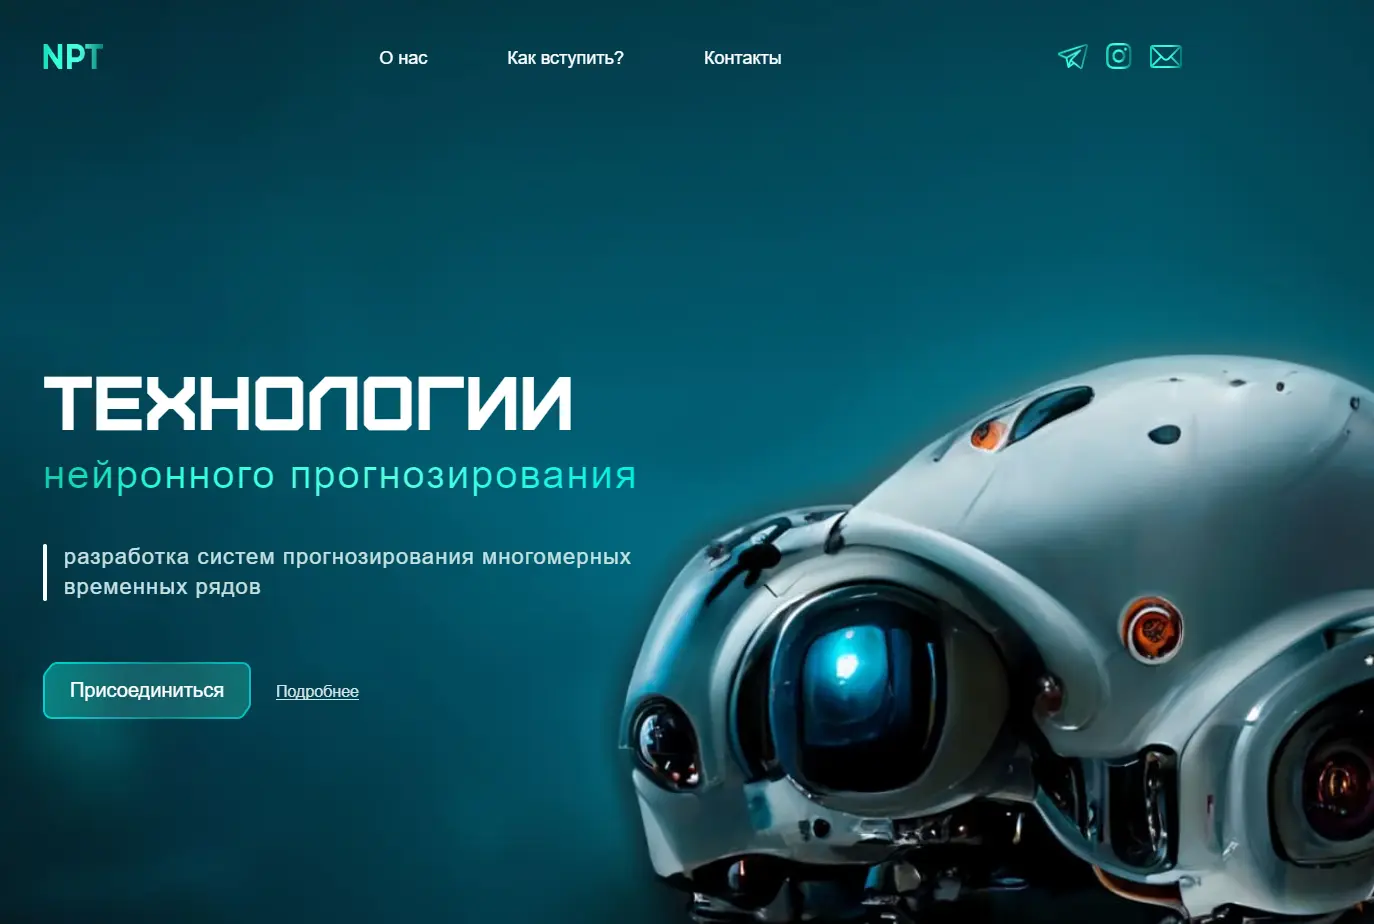 NPT
О нас
Как вступить?
Контакты
ТЕХНОЛОГИИ
нейронного прогнозирования
разработка систем прогнозирования многомерных
временных рядов
Присоединиться
Подробнее